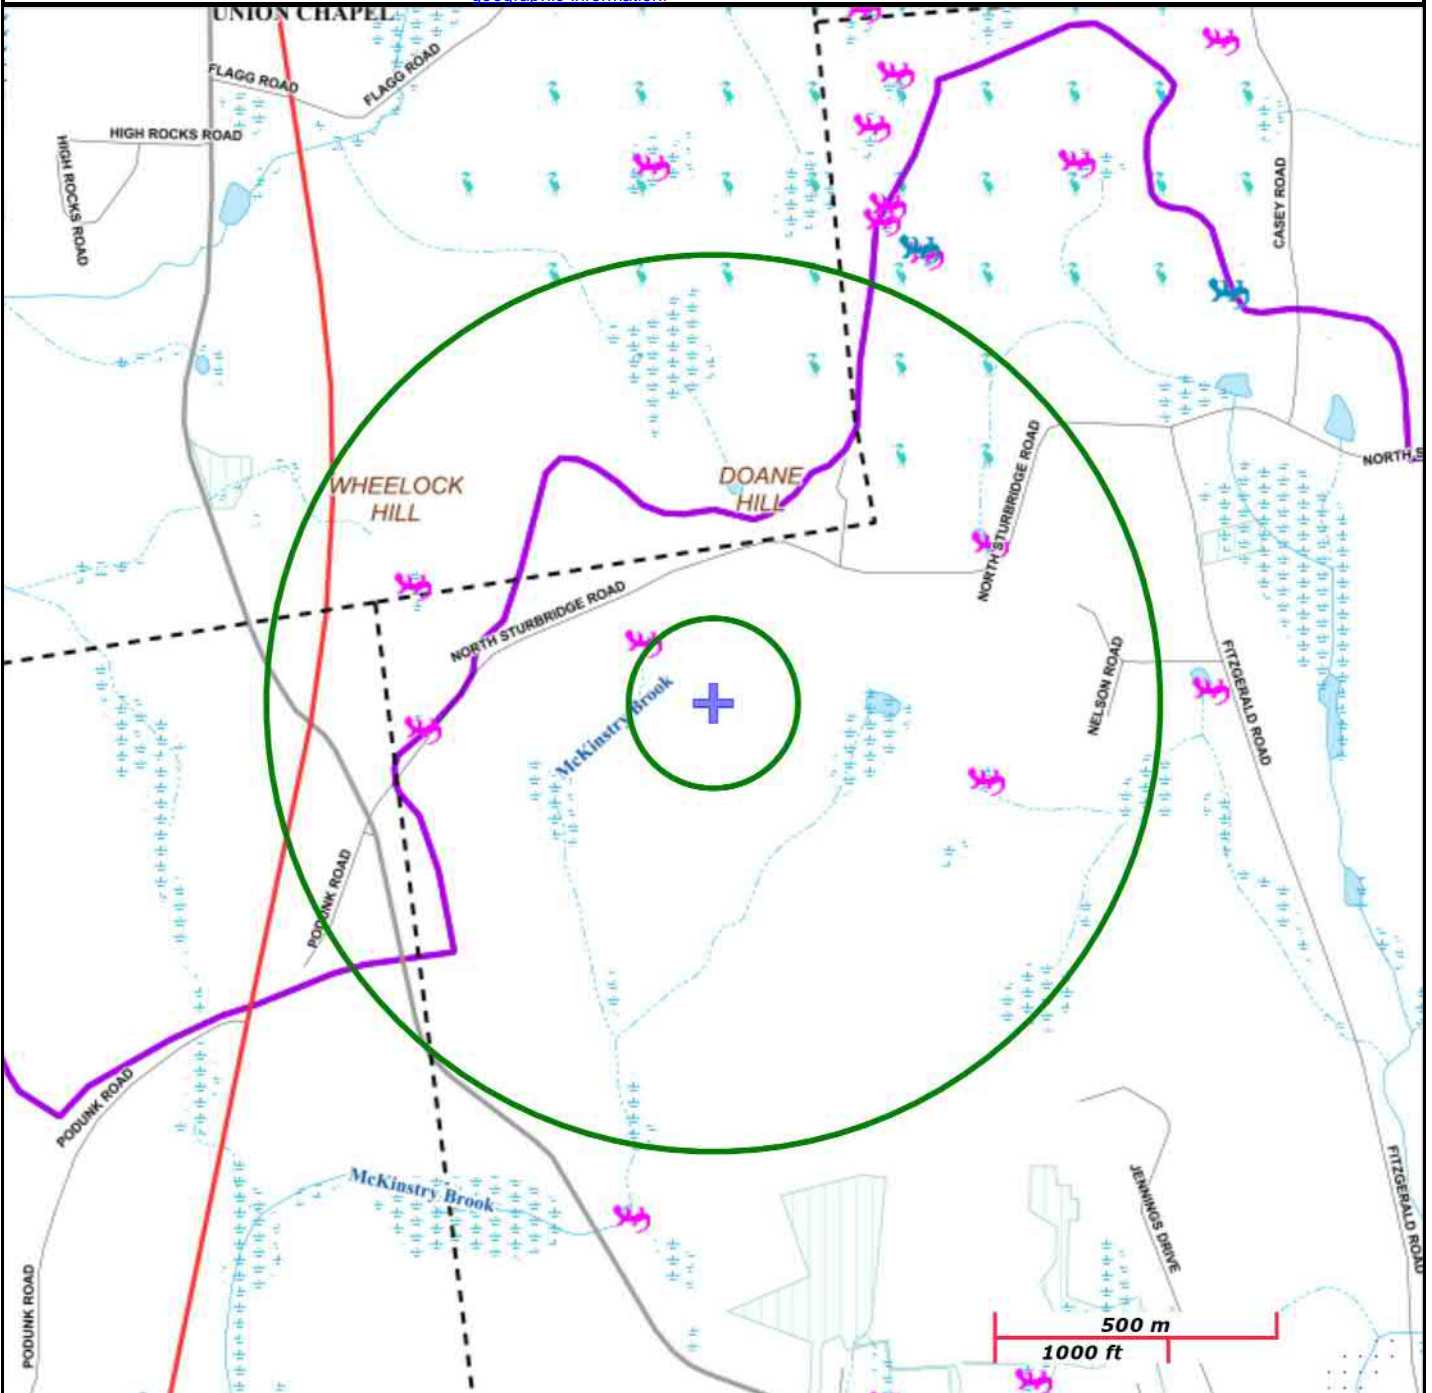 geographic information.
UNION CHAPEL
FLAGG ROAD
FLAGG ROAD
HIGH ROCKS ROAD
HIGH ROCKS ROAD
CASEY ROAD
NORTH S
WHEELOCK
HILL
DOANE
HILL
NORTH STURBRIDGE ROAD
NORTH STURBRIDGE ROAD
McKinstry Brook
NELSON ROAD
FITZGERALD ROAD
PODUNK ROAD
PODUNK ROAD
McKinstry Brook
JENNINGS DRIVE
FITZGERALD ROAD
PODUNK ROAD
500 m
1000 ft